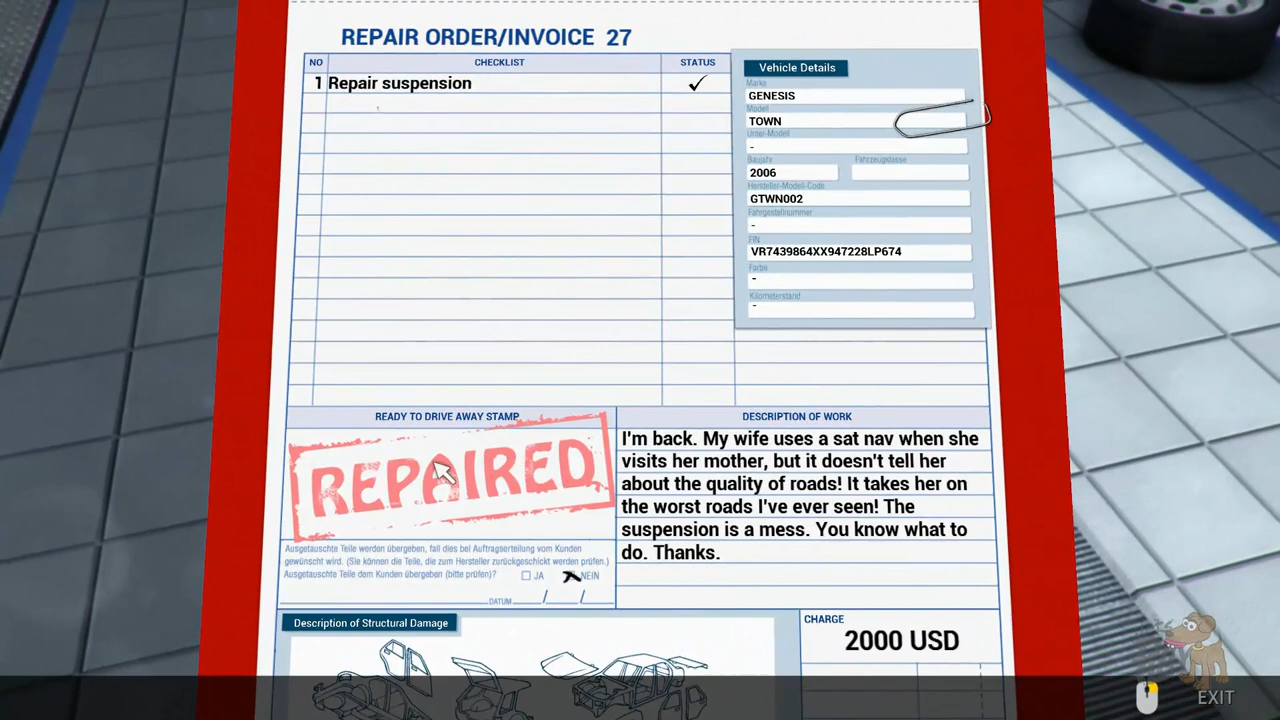 REPAIR ORDER/INVOICE 27
NO CHECKLIST STATUS
1 Repair suspension
Vehicle Details
Marke
GENESIS
Modell
TOWN
Unter-Modell
-
Baujahr Fahrzeugklasse
2006
Hersteller-Modell-Code
GTWN002
Fahrgestellnummer
-
FIN
VR7439864XX947228LP674
Farbe
-
Kilometerstand
-
READY TO DRIVE AWAY STAMP
REPAIRED
Ausgetauschte Teile werden übergeben, fall dies bei Auftragserteilung vom Kunden
gewünscht wird. (Sie können die Teile, die zum Hersteller zurückgeschickt werden prüfen.)
Ausgetauschte Teile dem Kunden übergeben (bitte prüfen)? JA NEIN
DATUM / /
DESCRIPTION OF WORK
I'm back. My wife uses a sat nav when she
visits her mother, but it doesn't tell her
about the quality of roads! It takes her on
the worst roads I've ever seen! The
suspension is a mess. You know what to
do. Thanks.
Description of Structural Damage
CHARGE
2000 USD
EXIT